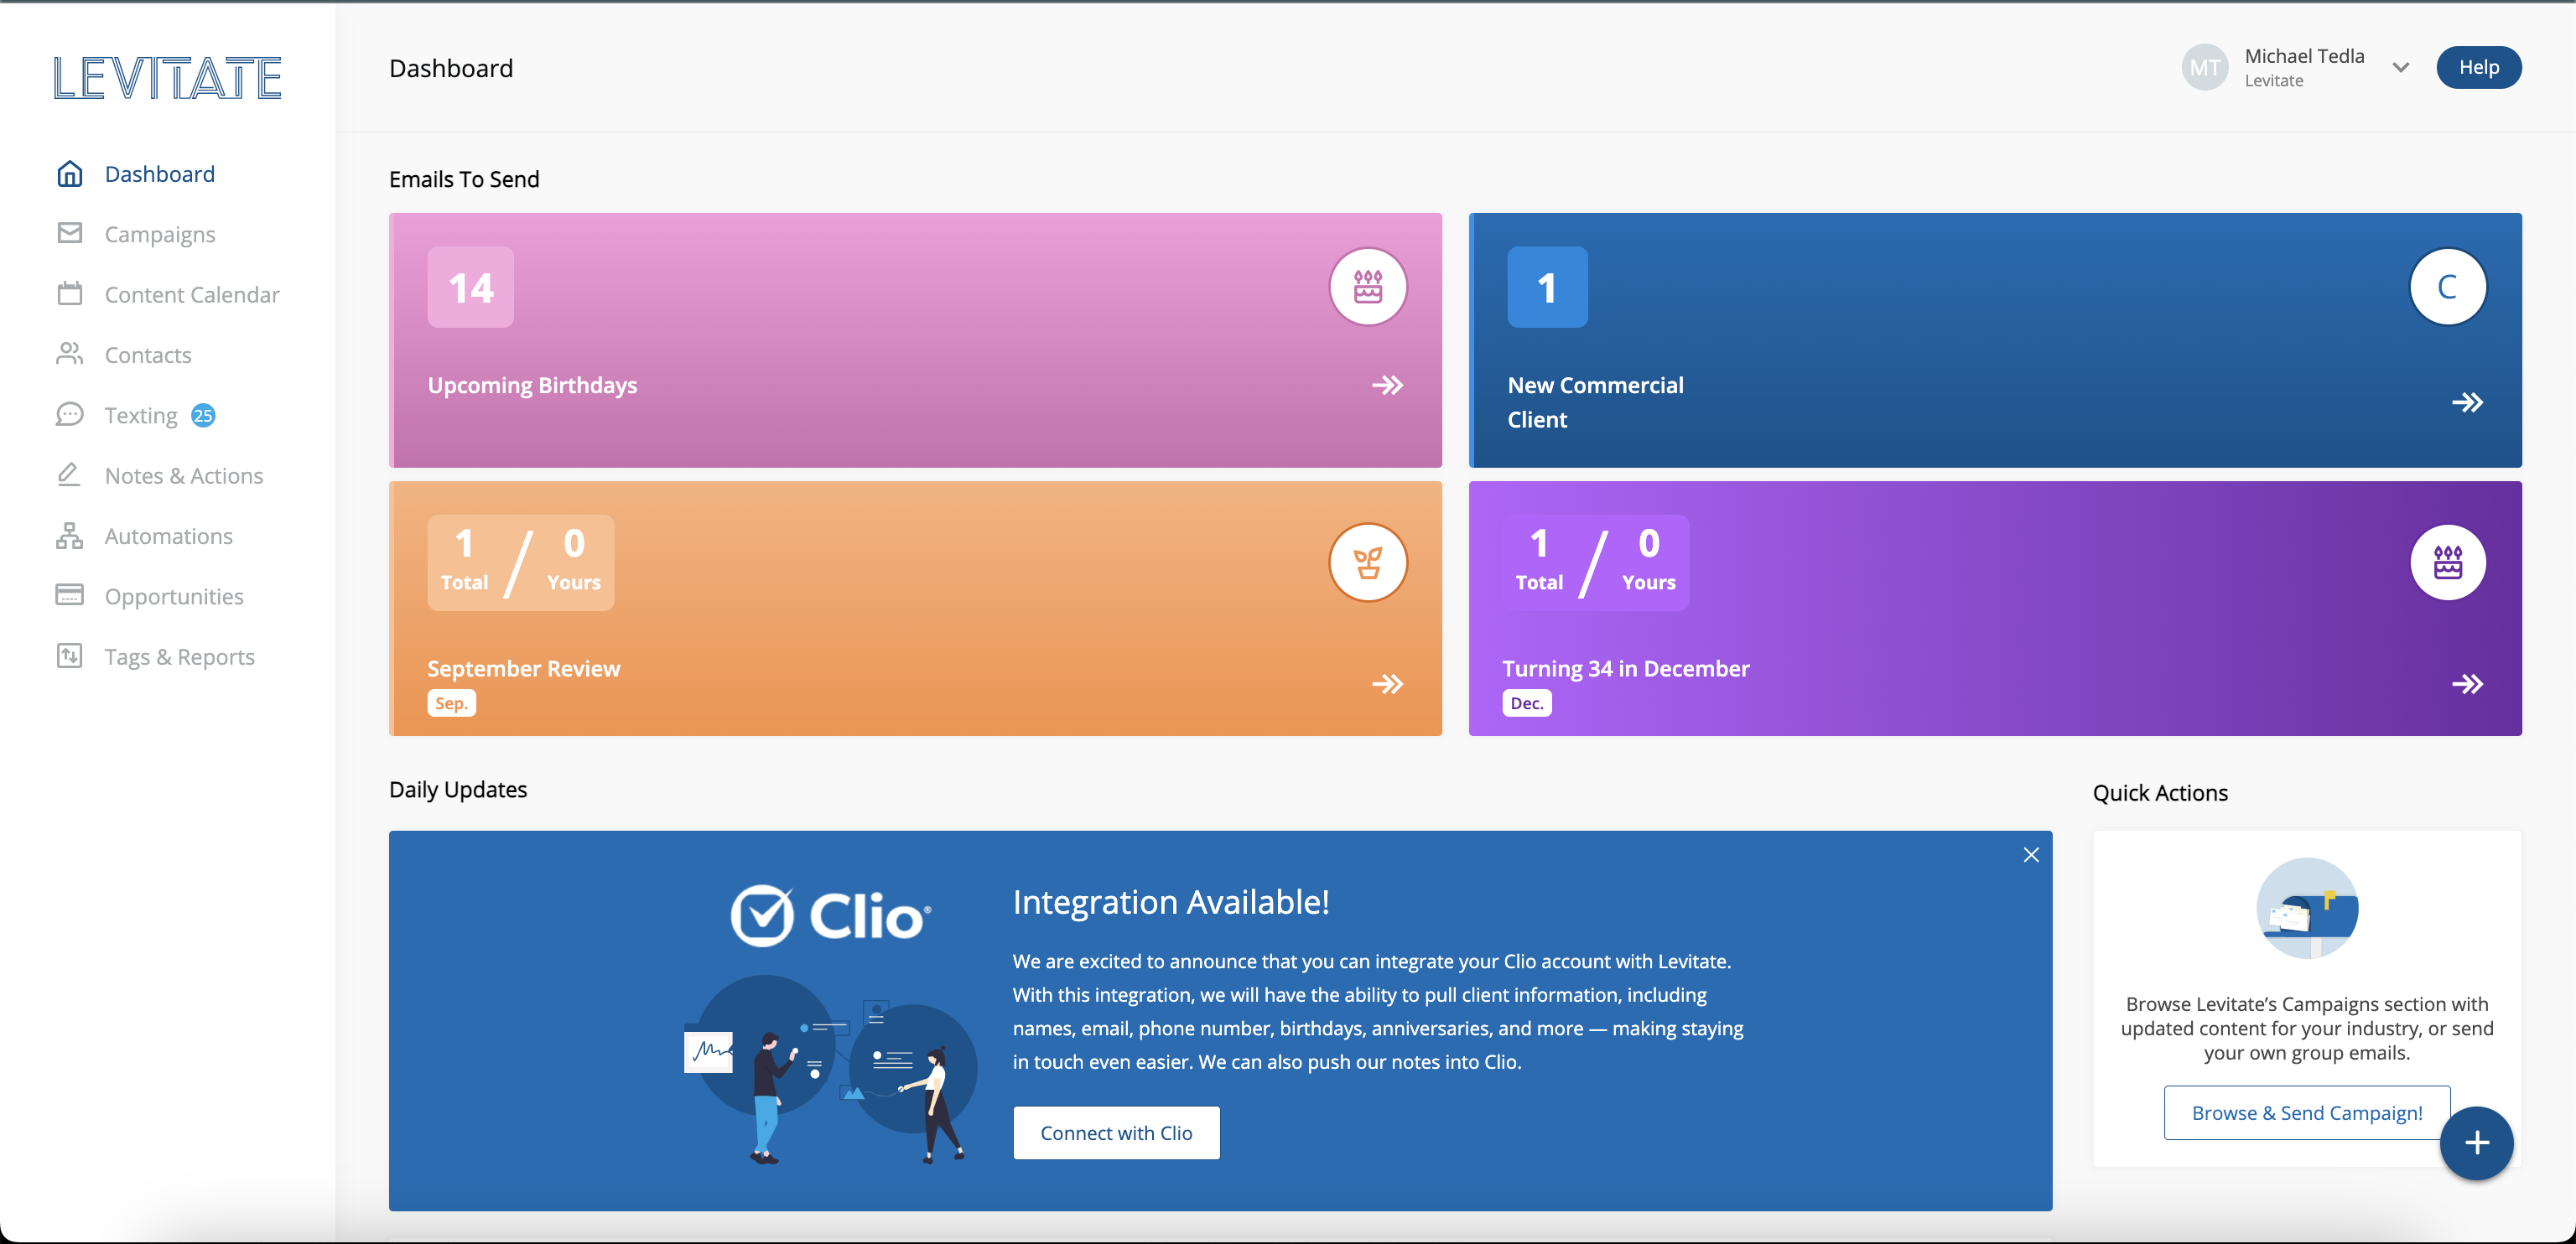 LEVITATE
Dashboard
Campaigns
Content Calendar
Contacts
Texting 25
Notes & Actions
Automations
Opportunities
Tags & Reports
Dashboard
MT
Michael Tedla
Levitate
Help
Emails To Send
14
Upcoming Birthdays
1
C
New Commercial
Client
1 / 0
Total Yours
September Review
Sep.
1 / 0
Total Yours
Turning 34 in December
Dec.
Daily Updates
Clio®
Integration Available!
We are excited to announce that you can integrate your Clio account with Levitate.
With this integration, we will have the ability to pull client information, including
names, email, phone number, birthdays, anniversaries, and more — making staying
in touch even easier. We can also push our notes into Clio.
Connect with Clio
Quick Actions
Browse Levitate’s Campaigns section with
updated content for your industry, or send
your own group emails.
Browse & Send Campaign!